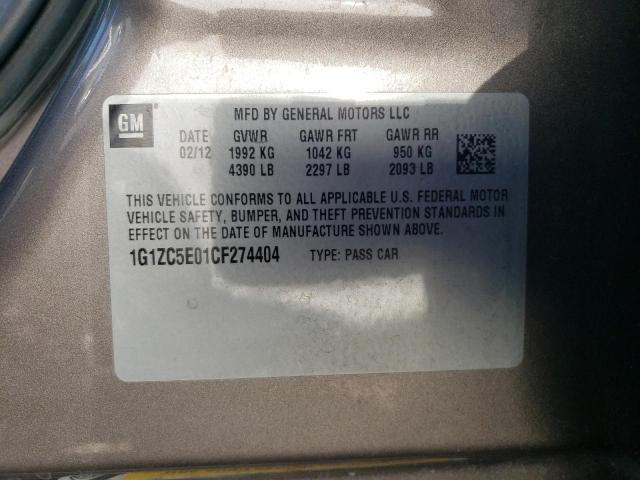 GM
MFD BY GENERAL MOTORS LLC
DATE GVWR GAWR FRT GAWR RR
02/12 1992 KG 1042 KG 950 KG
4390 LB 2297 LB 2093 LB
THIS VEHICLE CONFORMS TO ALL APPLICABLE U.S. FEDERAL MOTOR
VEHICLE SAFETY, BUMPER, AND THEFT PREVENTION STANDARDS IN
EFFECT ON THE DATE OF MANUFACTURE SHOWN ABOVE.
1G1ZC5E01CF274404 TYPE: PASS CAR